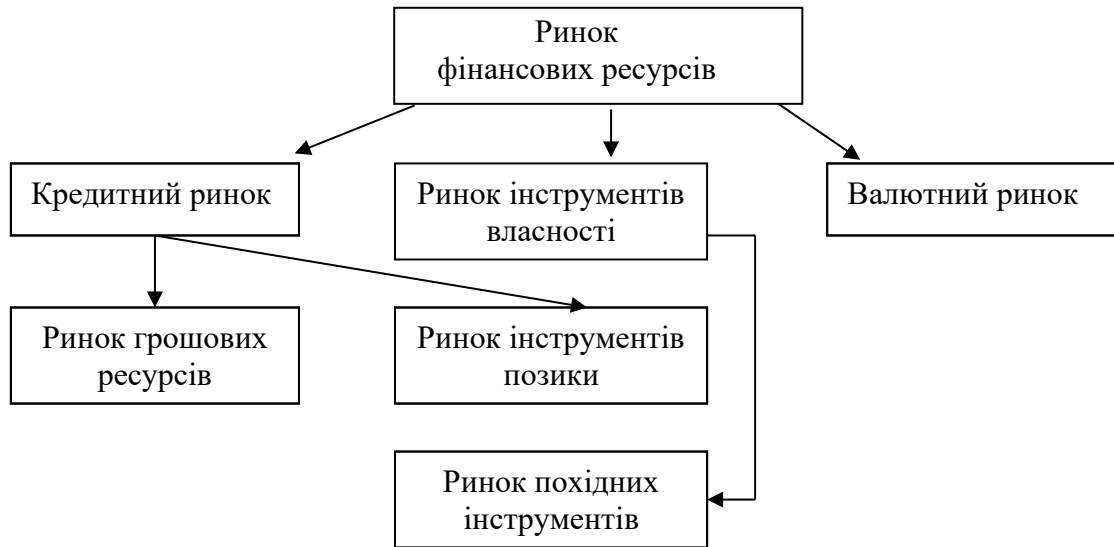 Ринок
фінансових ресурсів
Кредитний ринок
Ринок інструментів
власності
Валютний ринок
Ринок грошових
ресурсів
Ринок інструментів
позики
Ринок похідних
інструментів